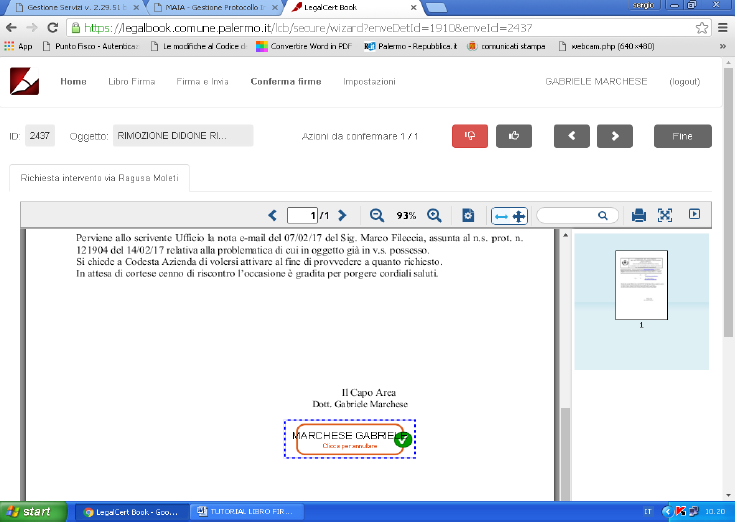 Gestione Servizi v. 2.29.51 b
MAIA - Gestione Protocollo I
LegalCert Book
sergio
https://legalbook.comune.palermo.it/lcb/secure/wizard?enveDetId=1910&enveId=2437
App
Punto Fisco - Autentica
Le modifiche al Codice d
Convertire Word in PDF
Palermo - Repubblica.it
comunicati stampa
webcam.php (640×480)
»
Home
Libro Firma
Firma e Invia
Conferma firme
Impostazioni
GABRIELE MARCHESE
(logout)
ID: 2437
Oggetto: RIMOZIONE DIDONE RI...
Azioni da confermare 1 / 1
Fine
Richiesta intervento via Ragusa Moleti
1 /1
93%
Perviene allo scrivente Ufficio la nota e-mail del 07/02/17 del Sig. Marco Fileccia, assunta al n.s. prot. n.
121904 del 14/02/17 relativa alla problematica di cui in oggetto già in v.s. possesso.
Si chiede a Codesta Azienda di volersi attivare al fine di provvedere a quanto richiesto.
In attesa di cortese cenno di riscontro l'occasione è gradita per porgere cordiali saluti.
1
Il Capo Area
Dott. Gabriele Marchese
MARCHESE GABRIELE
Clicca per annullare
start
LegalCert Book - Goo...
TUTORIAL LIBRO FIR...
IT
10.20